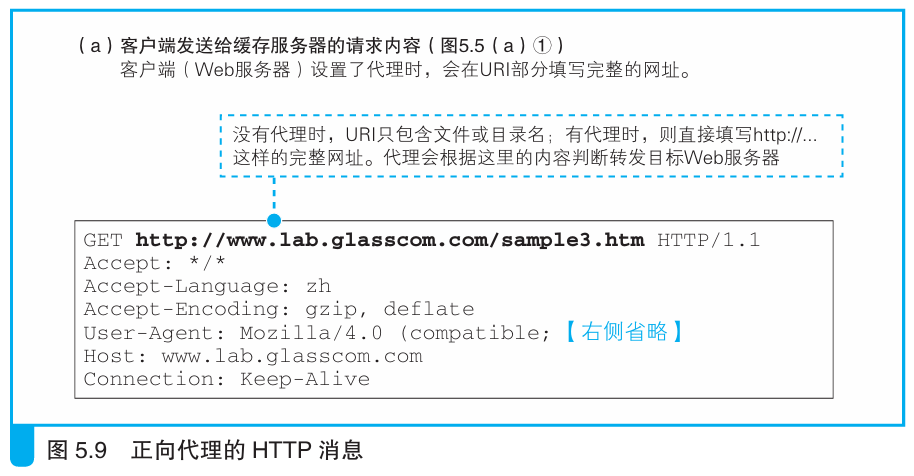 （a）客户端发送给缓存服务器的请求内容（图5.5（a）①）
客户端（Web服务器）设置了代理时，会在URI部分填写完整的网址。
没有代理时，URI只包含文件或目录名；有代理时，则直接填写http://...
这样的完整网址。代理会根据这里的内容判断转发目标Web服务器
GET http://www.lab.glasscom.com/sample3.htm HTTP/1.1
Accept: */*
Accept-Language: zh
Accept-Encoding: gzip, deflate
User-Agent: Mozilla/4.0 (compatible;【右侧省略】
Host: www.lab.glasscom.com
Connection: Keep-Alive
图 5.9 正向代理的 HTTP 消息